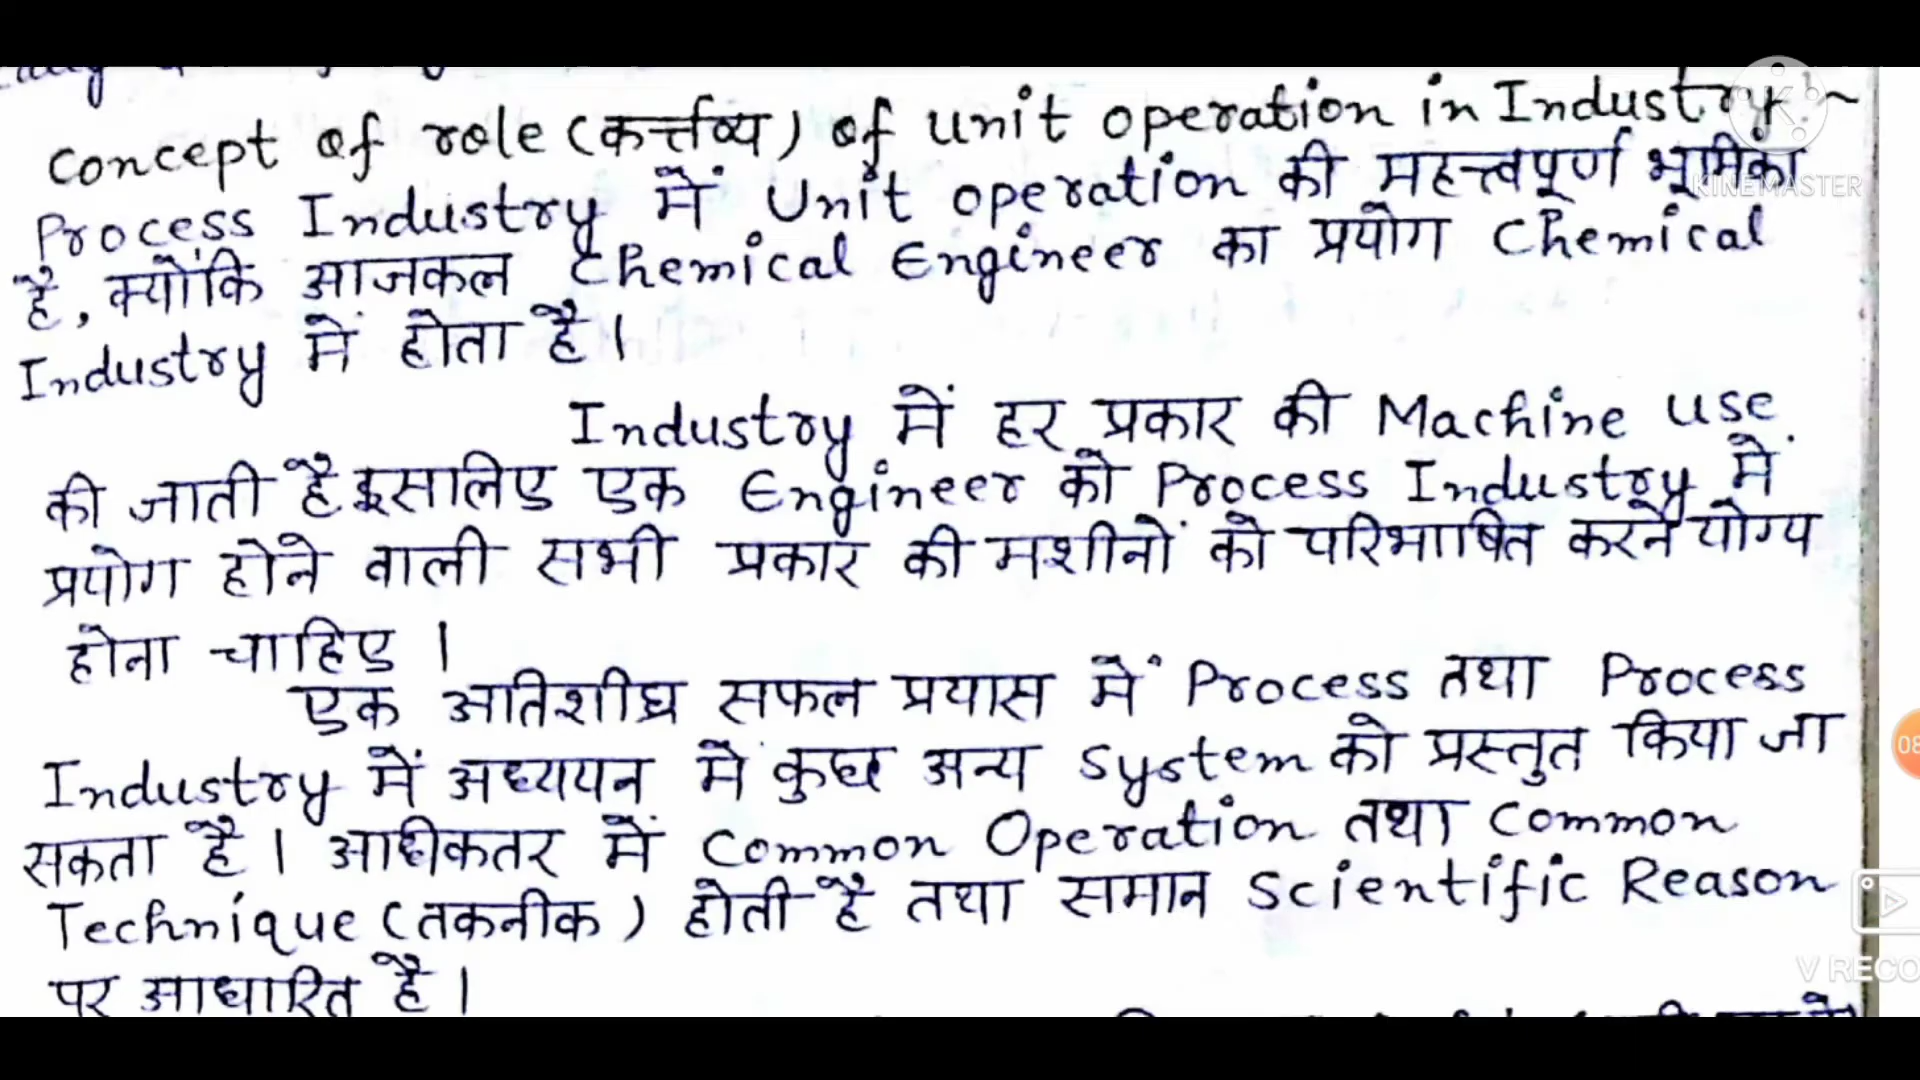 Concept of role (कर्त्तव्य) of unit operation in Industry:~
Process Industry में Unit operation की महत्त्वपूर्ण भूमिका
है, क्योंकि आजकल Chemical Engineer का प्रयोग Chemical
Industry में होता है।
Industry में हर प्रकार की Machine use
की जाती है इसलिए एक Engineer को Process Industry में
प्रयोग होने वाली सभी प्रकार की मशीनों को परिभाषित करने योग्य
होना चाहिए।
एक अतिशीघ्र सफल प्रयास में Process तथा Process
Industry में अध्ययन में कुछ अन्य System को प्रस्तुत किया जा
सकता है। अधिकतर में Common Operation तथा Common
Technique (तकनीक) होती है तथा समान Scientific Reason
पर आधारित है।
KINEMASTER
08
V RECO